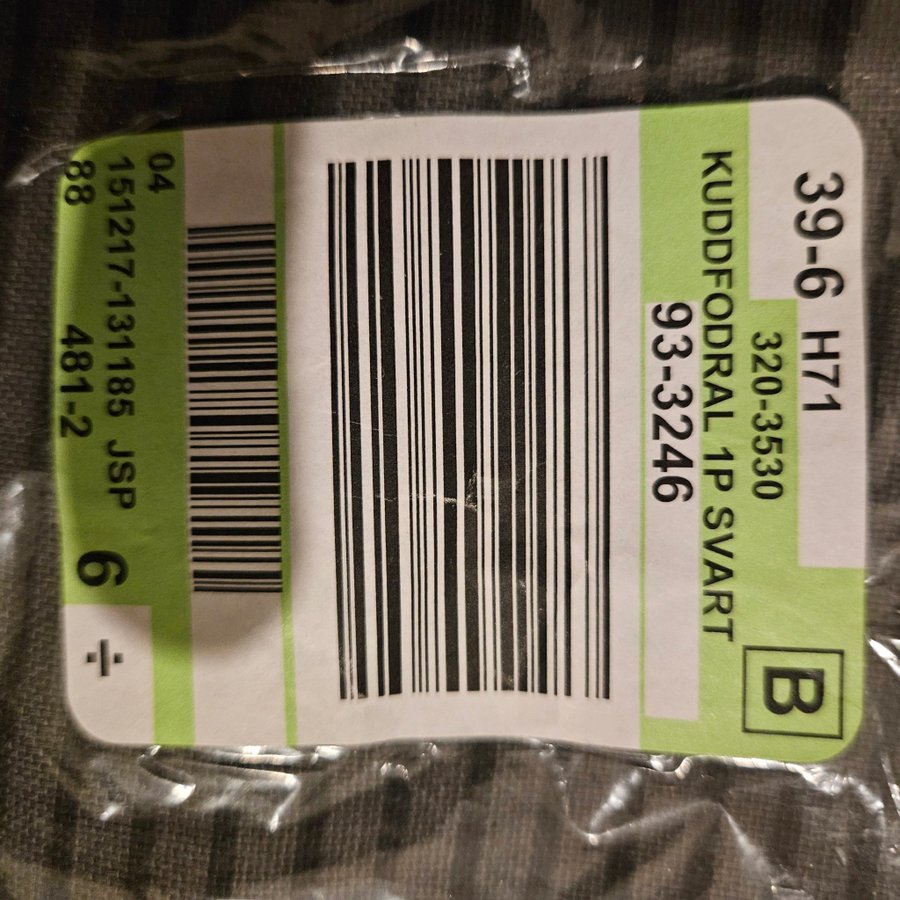 39-6 H71
320-3530
B
KUDDFODRAL 1P SVART
93-3246
04
151217-131185 JSP 6
88 481-2 ÷